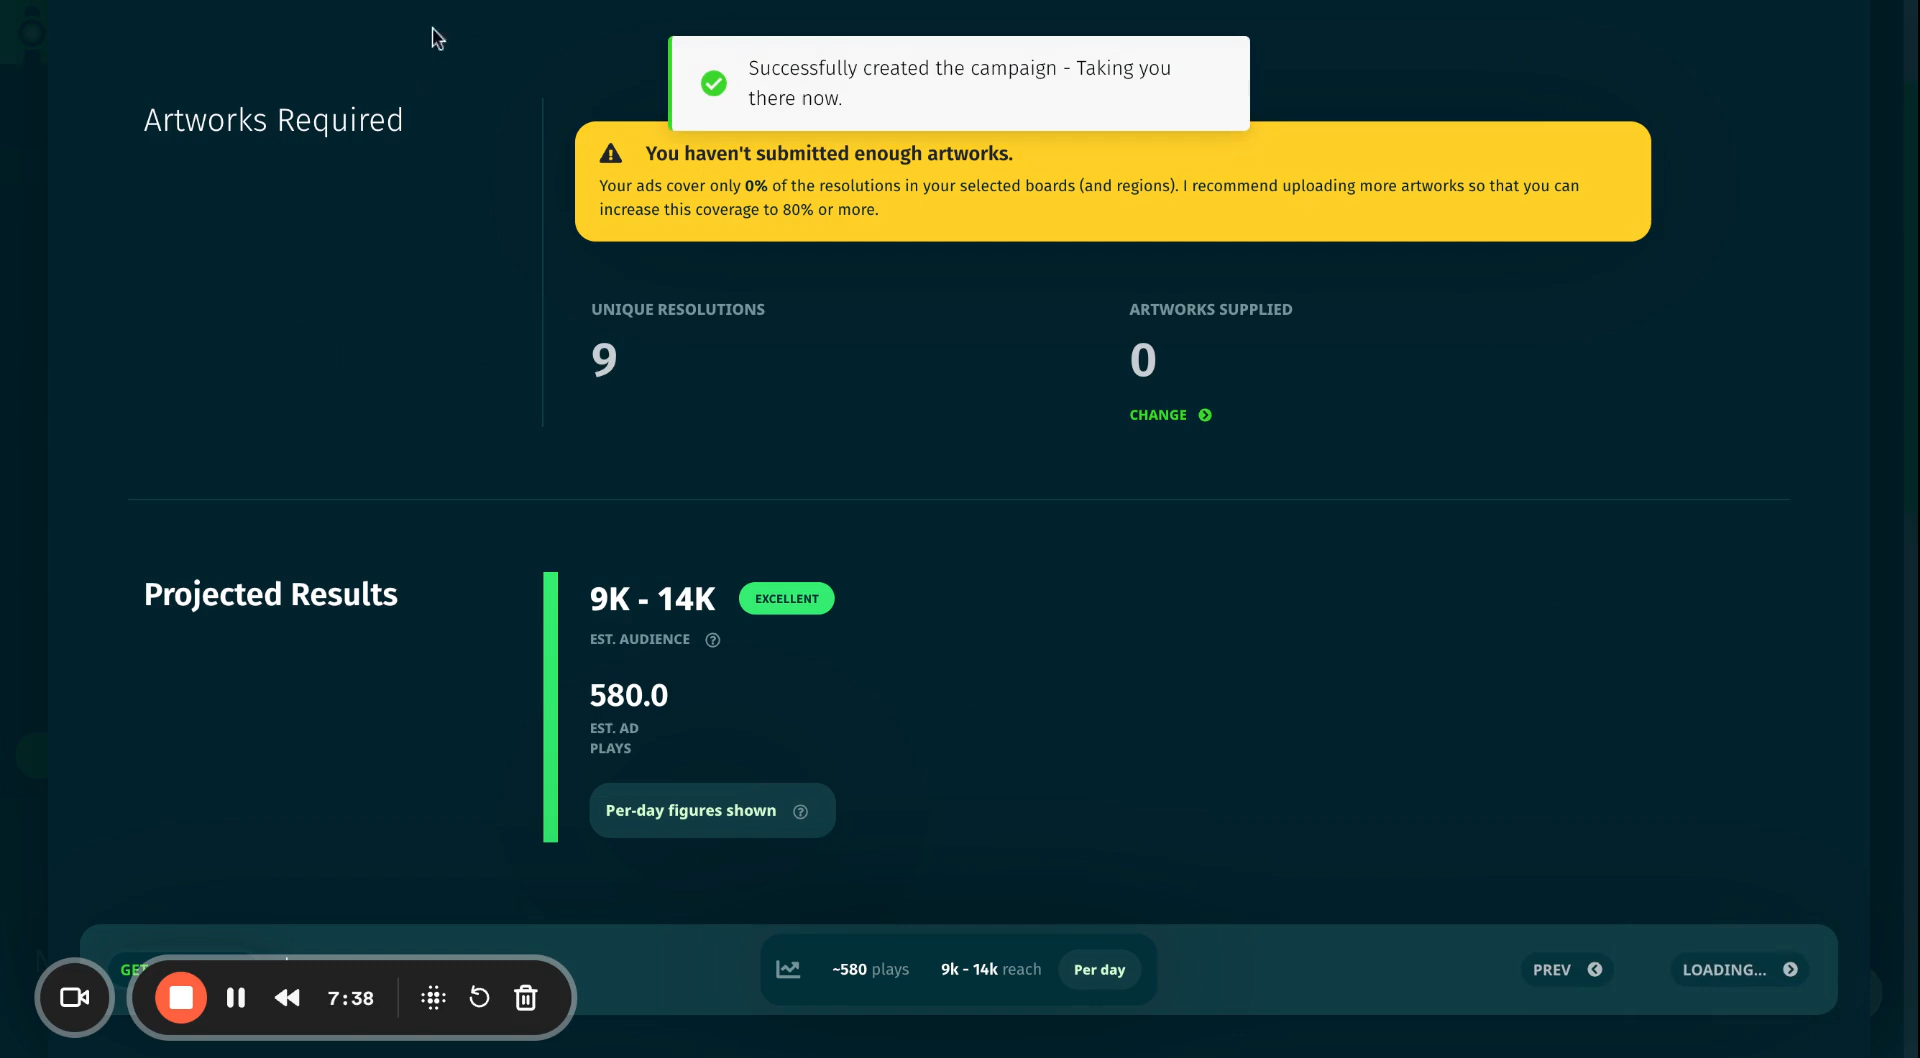 Successfully created the campaign - Taking you
there now.
Artworks Required
You haven't submitted enough artworks.
Your ads cover only 0% of the resolutions in your selected boards (and regions). I recommend uploading more artworks so that you can
increase this coverage to 80% or more.
UNIQUE RESOLUTIONS
9
ARTWORKS SUPPLIED
0
CHANGE
Projected Results
9K - 14K
EXCELLENT
EST. AUDIENCE
580.0
EST. AD
PLAYS
Per-day figures shown
~580 plays
9k - 14k reach
Per day
PREV
LOADING...
7:38